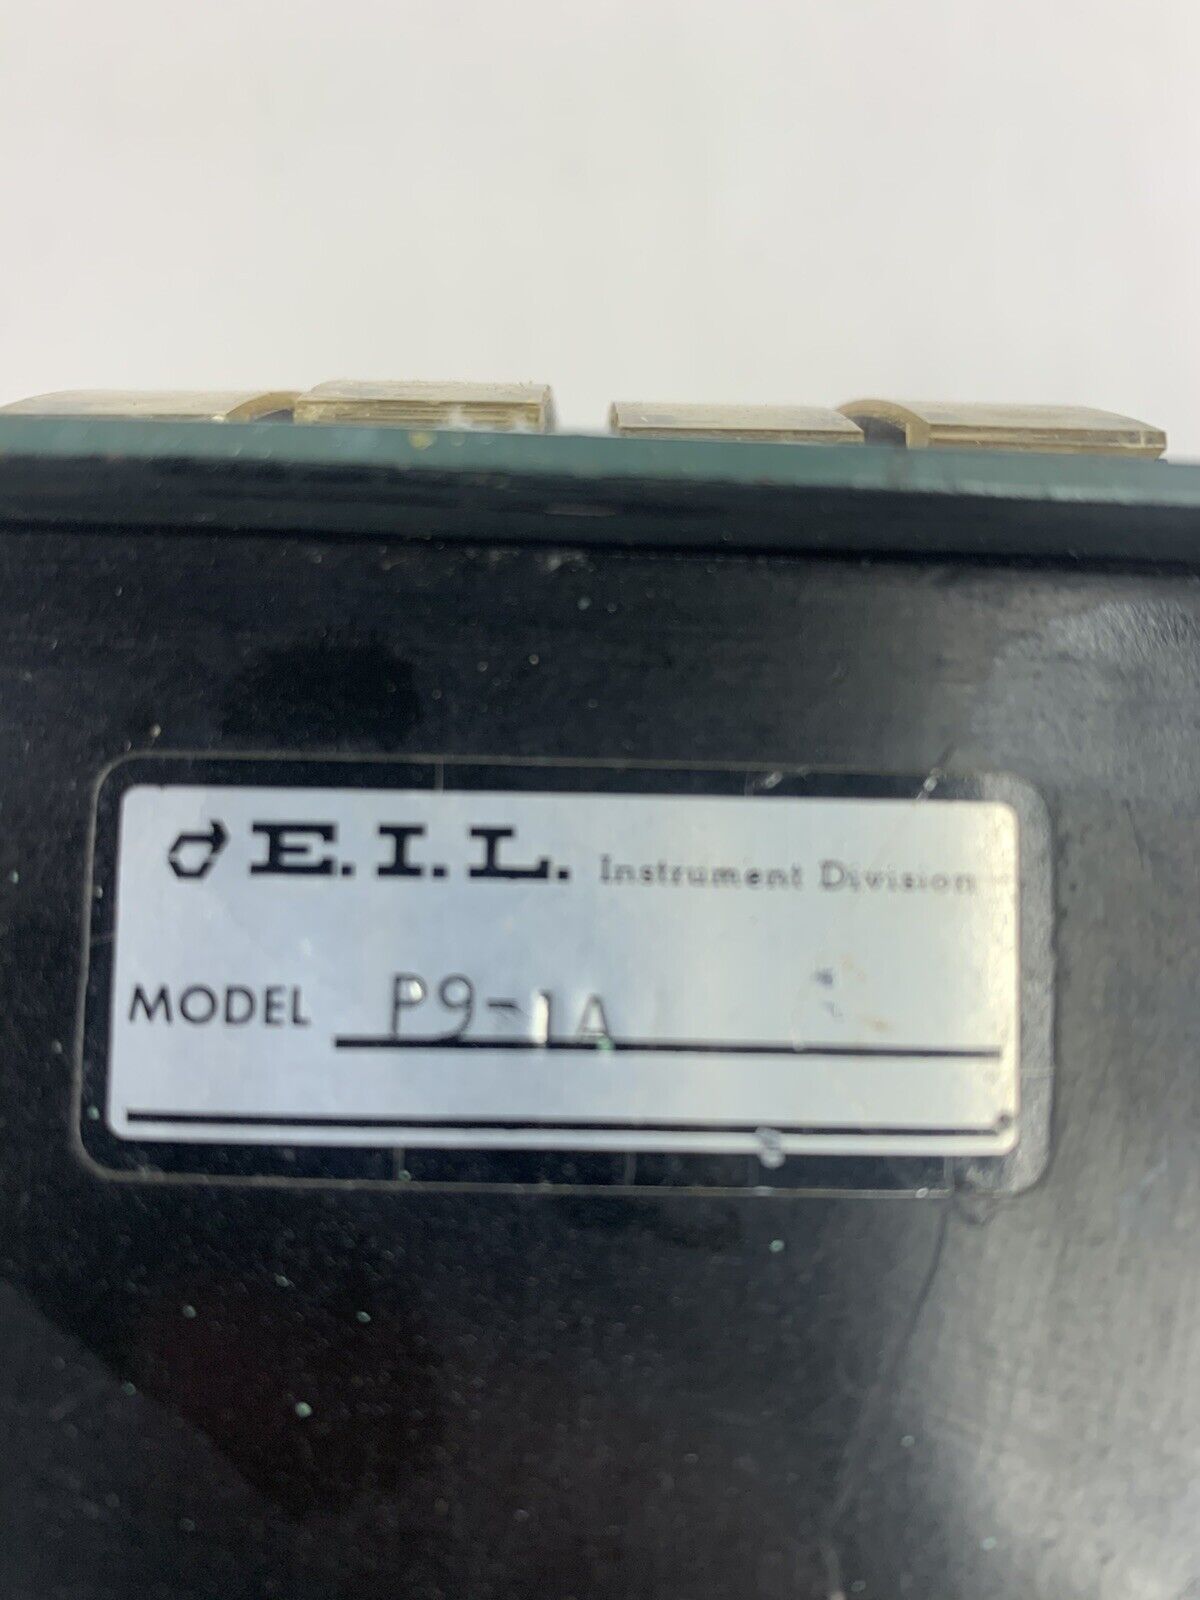 E.I.L. Instrument Division
MODEL P9-1A